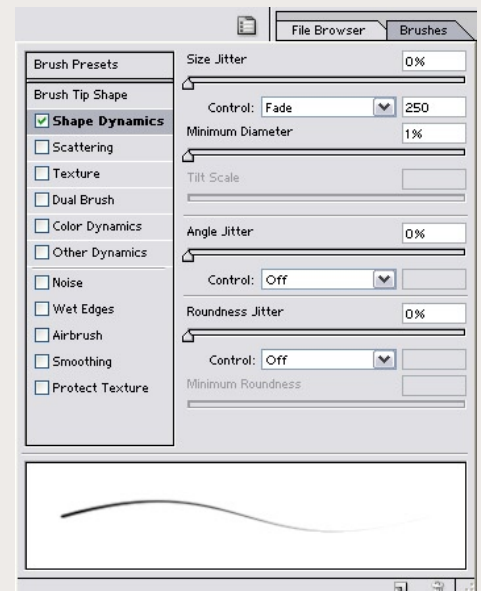 File Browser
Brushes
Brush Presets
Brush Tip Shape
Shape Dynamics
Scattering
Texture
Dual Brush
Color Dynamics
Other Dynamics
Noise
Wet Edges
Airbrush
Smoothing
Protect Texture
Size Jitter 0%
Control: Fade 250
Minimum Diameter 1%
Tilt Scale
Angle Jitter 0%
Control: Off
Roundness Jitter 0%
Control: Off
Minimum Roundness